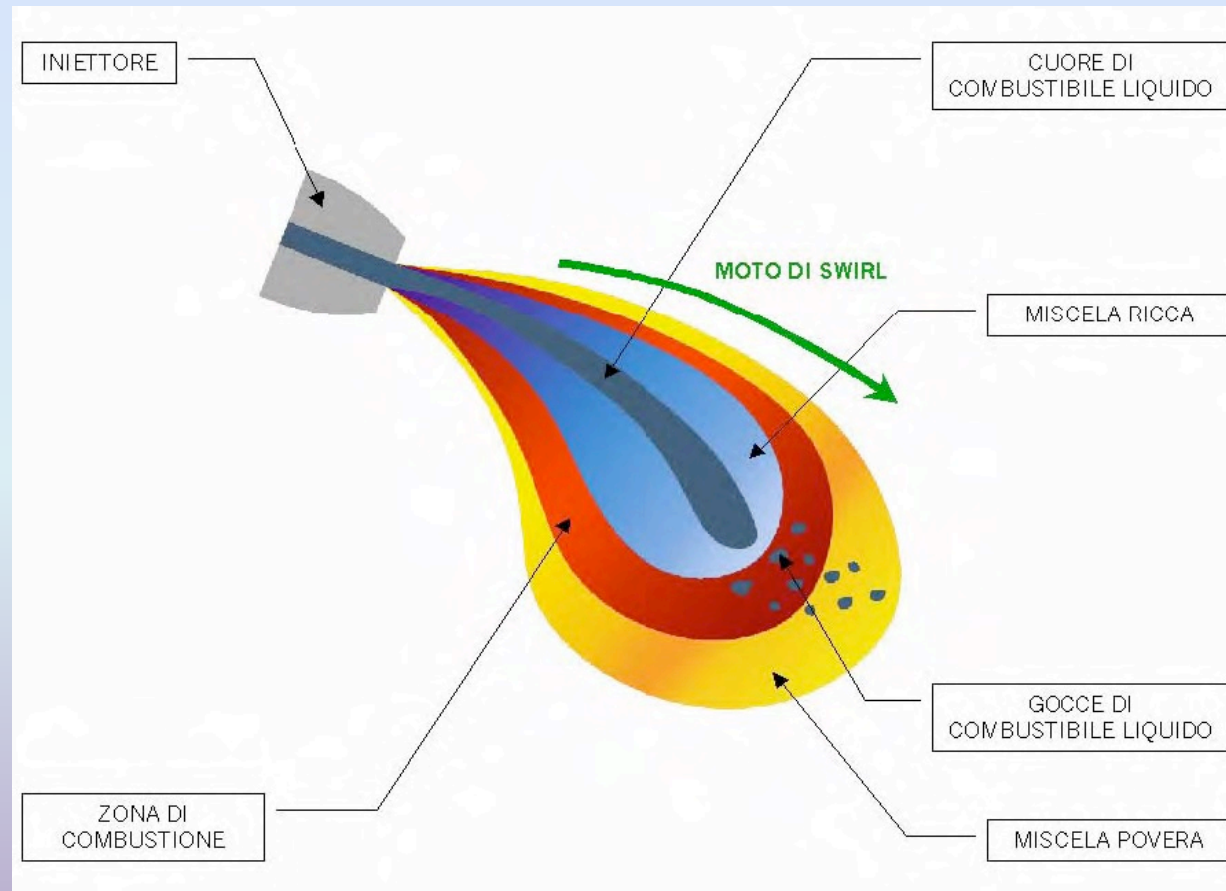 INIETTORE
CUORE DI
COMBUSTIBILE LIQUIDO
MOTO DI SWIRL
MISCELA RICCA
GOCCE DI
COMBUSTIBILE LIQUIDO
ZONA DI
COMBUSTIONE
MISCELA POVERA